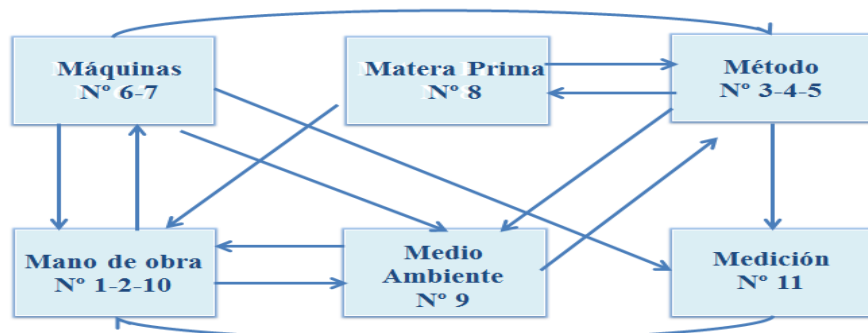 Máquinas
Nº 6-7
Matera Prima
Nº 8
Método
Nº 3-4-5
Mano de obra
Nº 1-2-10
Medio
Ambiente
Nº 9
Medición
Nº 11